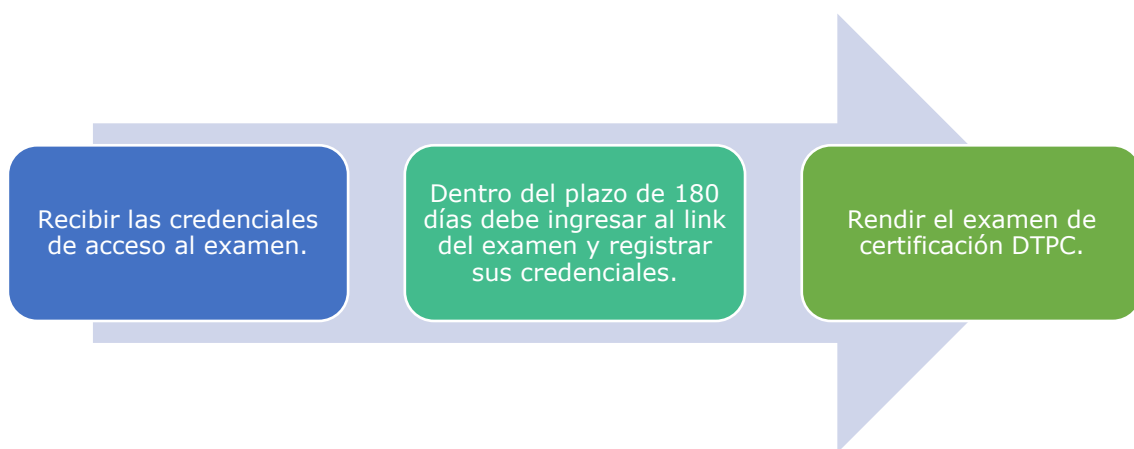 Recibir las credenciales
de acceso al examen.
Dentro del plazo de 180
días debe ingresar al link
del examen y registrar
sus credenciales.
Rendir el examen de
certificación DTPC.